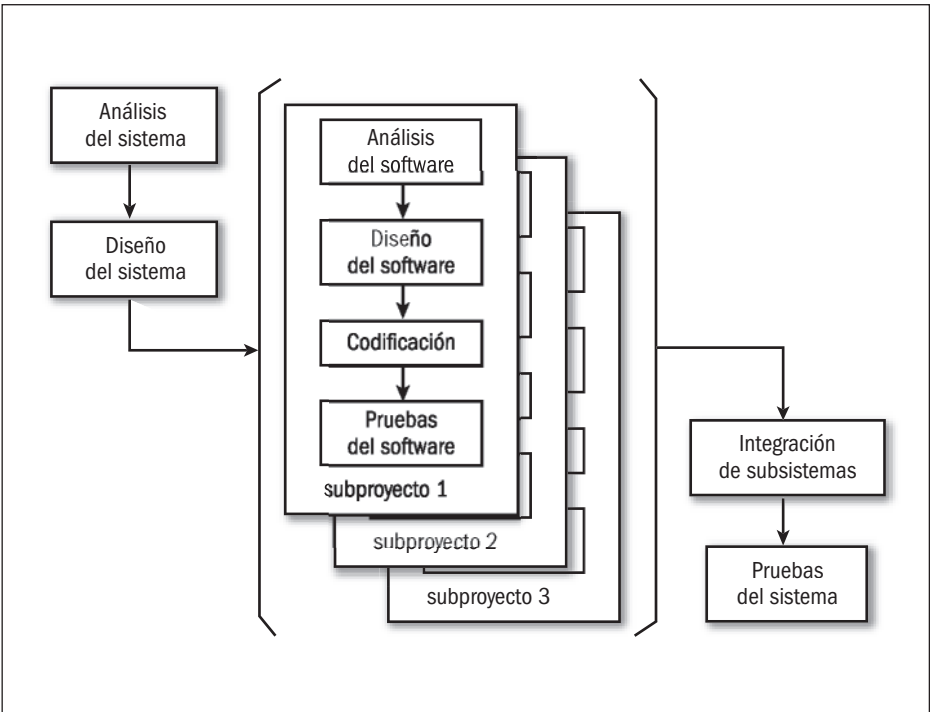 Análisis
del sistema
Diseño
del sistema
Análisis
del software
Diseño
del software
Codificación
Pruebas
del software
subproyecto 1
subproyecto 2
subproyecto 3
Integración
de subsistemas
Pruebas
del sistema